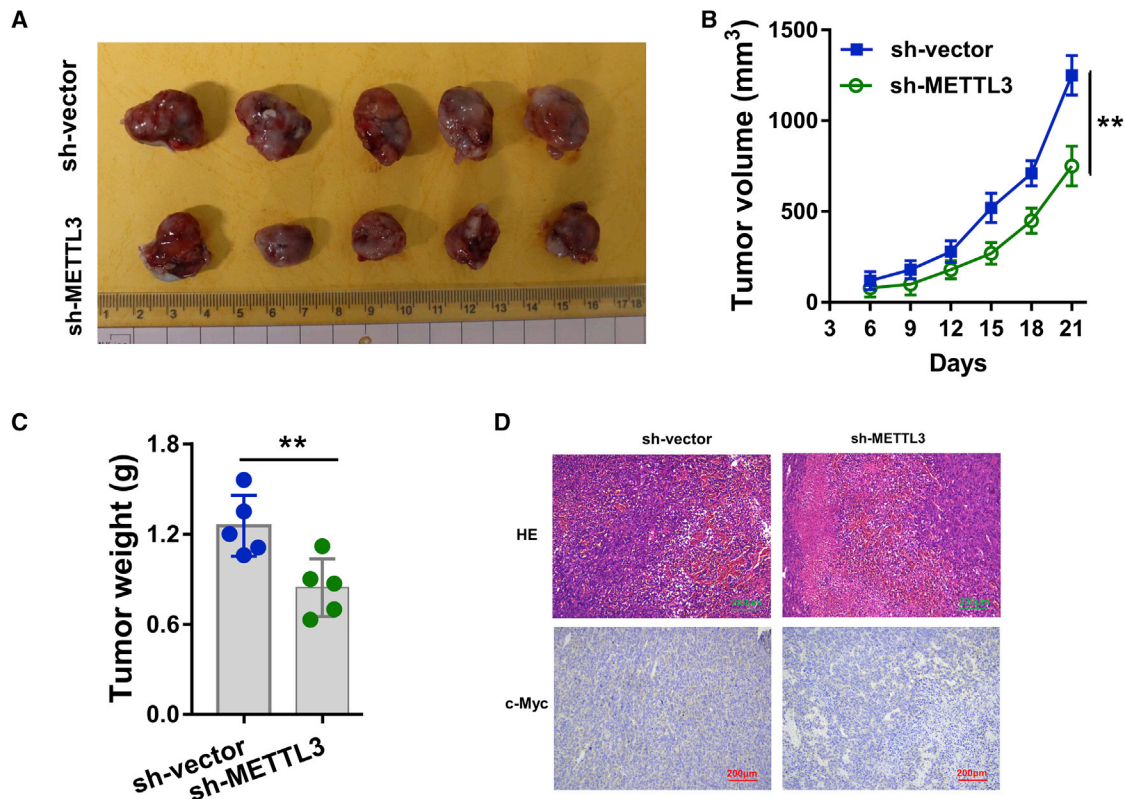 A
sh-vector
sh-METTL3
1 2 3 4 5 6 7 8 9 10 11 12 13 14 15 16 17 18
B
Tumor volume (mm3)
1500
1000
500
0
sh-vector
sh-METTL3
**
3 6 9 12 15 18 21
Days
C
Tumor weight (g)
1.8
1.2
0.6
0.0
**
sh-vector
sh-METTL3
D
sh-vector sh-METTL3
HE
c-Myc
200μm 200μm